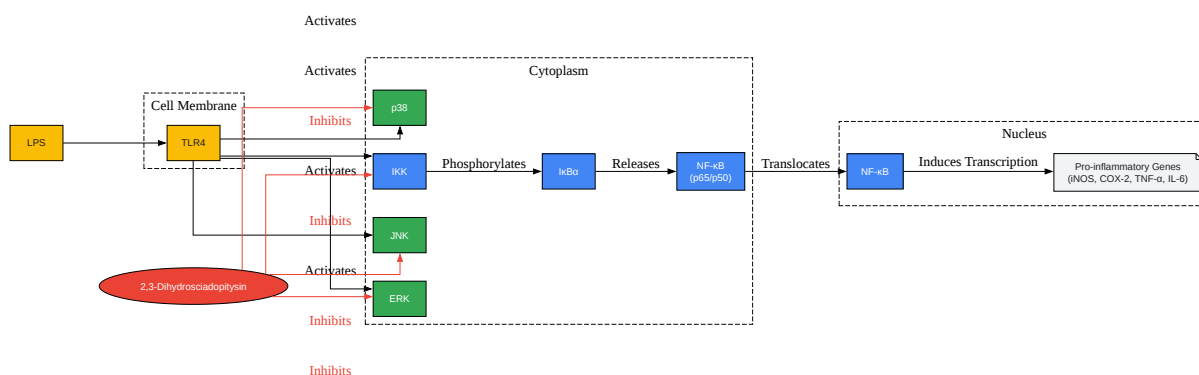 Activates
Activates
Cytoplasm
Nucleus
Cell Membrane
p38
Inhibits
LPS
TLR4
Activates
IKK
Phosphorylates
IκBα
Releases
NF-κB
(p65/p50)
Translocates
NF-κB
Induces Transcription
Pro-inflammatory Genes
(iNOS, COX-2, TNF-α, IL-6)
Inhibits
JNK
Activates
2,3-Dihydrosciadopitysin
ERK
Inhibits
Inhibits